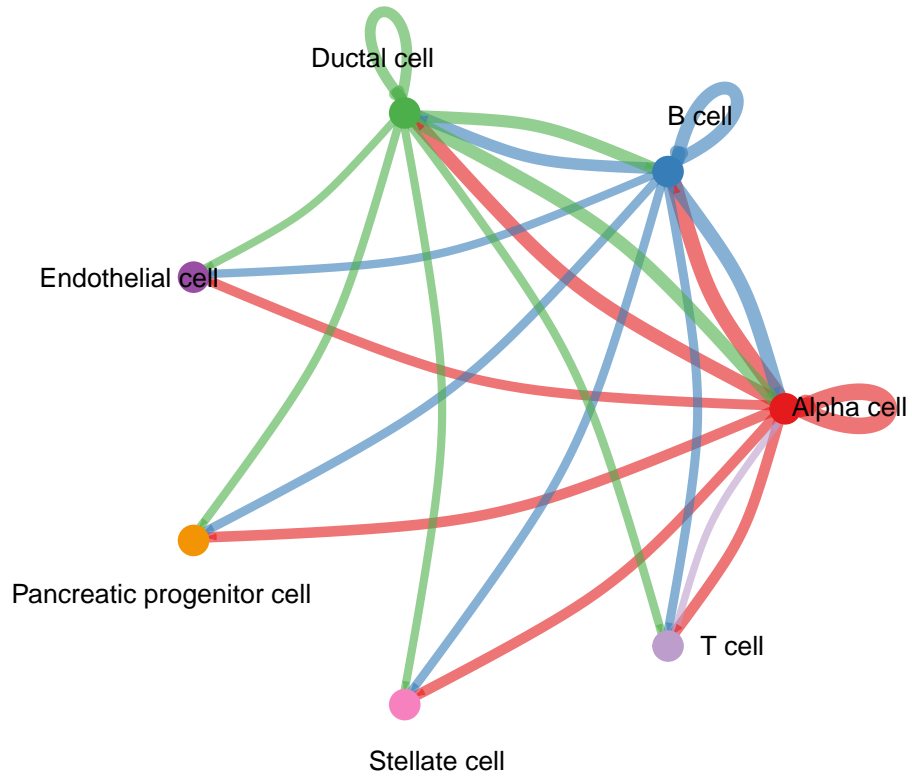 Ductal cell
B cell
Endothelial cell
Alpha cell
Pancreatic progenitor cell
T cell
Stellate cell